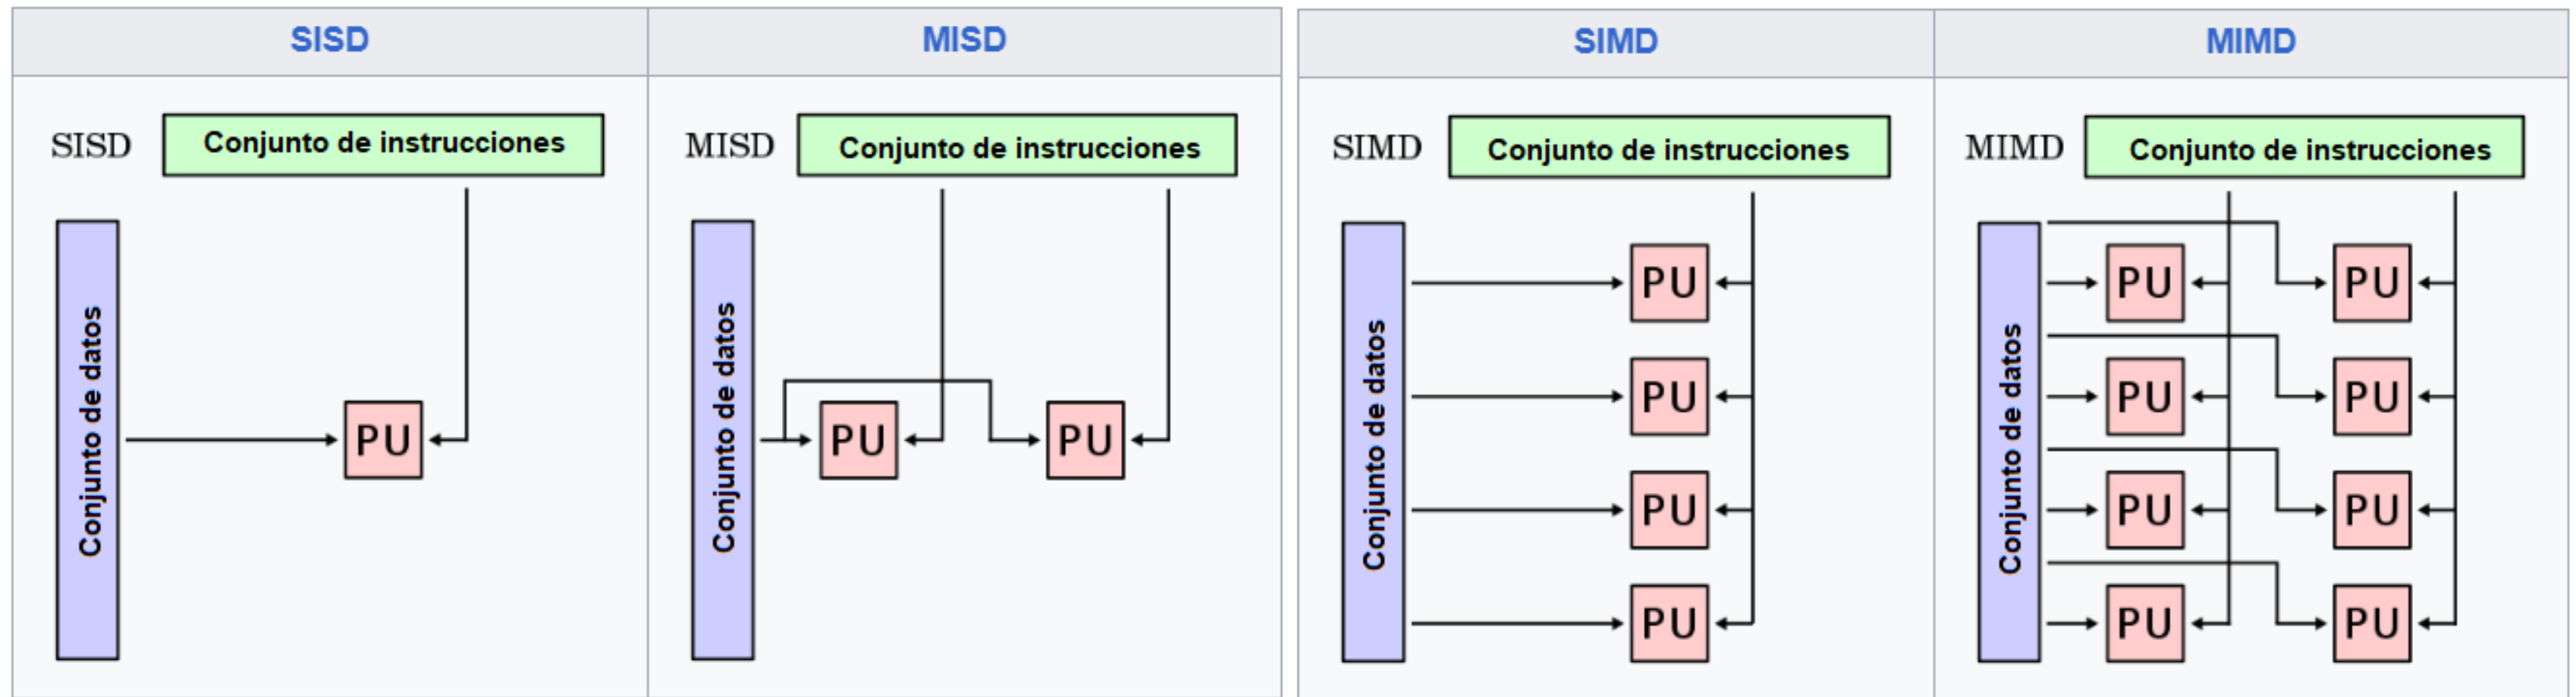 SISD
MISD
SIMD
MIMD
SISD
Conjunto de instrucciones
Conjunto de datos
PU
MISD
Conjunto de instrucciones
Conjunto de datos
PU
PU
SIMD
Conjunto de instrucciones
Conjunto de datos
PU
PU
PU
PU
MIMD
Conjunto de instrucciones
Conjunto de datos
PU
PU
PU
PU
PU
PU
PU
PU